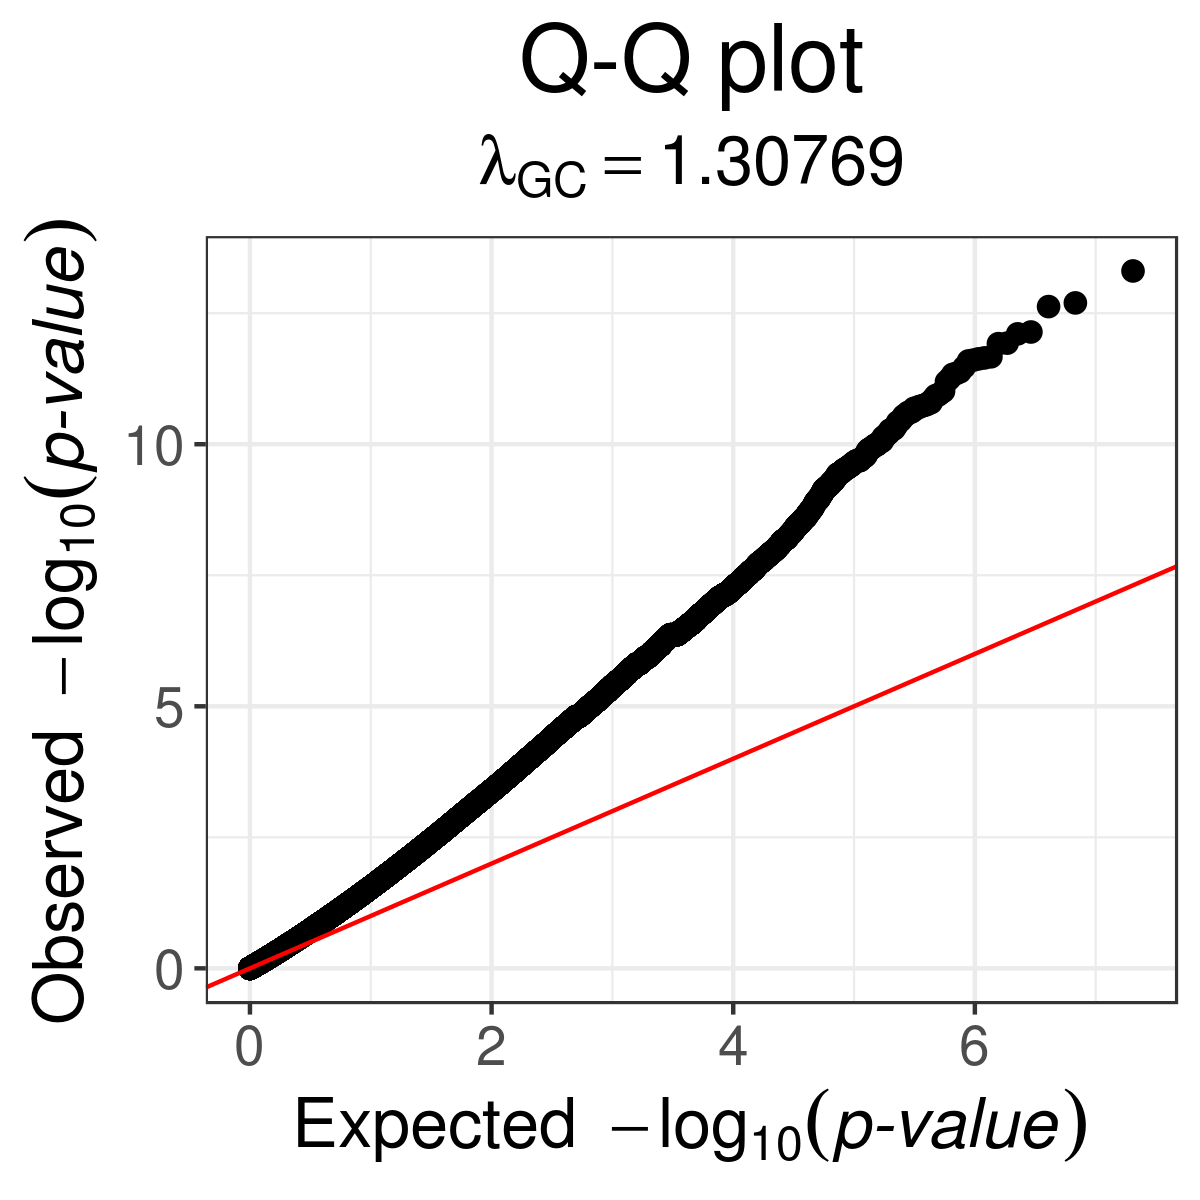 Q-Q plot
λGC = 1.30769
Observed −log10(p-value)
10
5
0
0 2 4 6
Expected −log10(p-value)